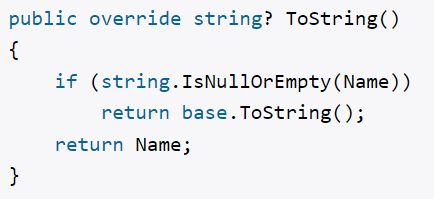 public override string? ToString()
{
    if (string.IsNullOrEmpty(Name))
        return base.ToString();
    return Name;
}